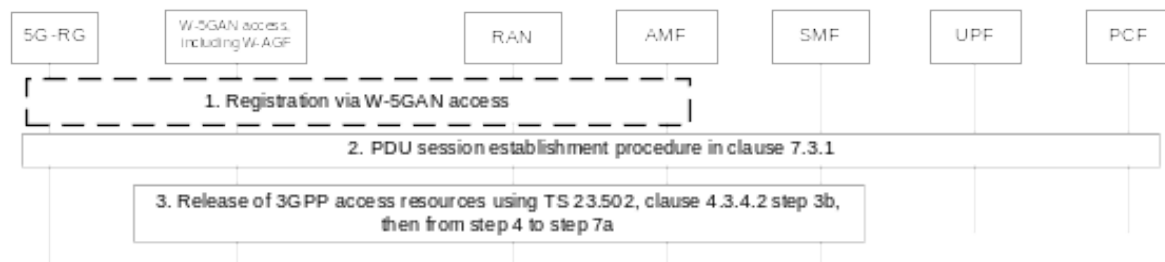 5G-RG
W-5GAN access,
including W-AGF
RAN
AMF
SMF
UPF
PCF
1. Registration via W-5GAN access
2. PDU session establishment procedure in clause 7.3.1
3. Release of 3GPP access resources using TS 23.502, clause 4.3.4.2 step 3b,
then from step 4 to step 7a